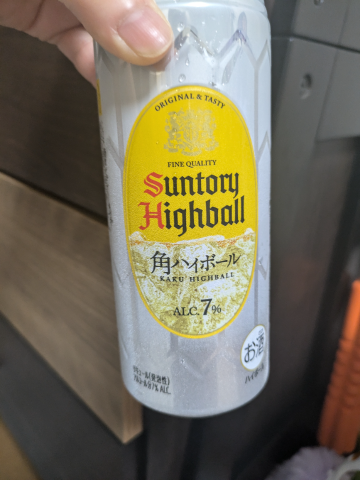 ORIGINAL & TASTY
FINE QUALITY
Suntory
Highball
角ハイボール
KAKU HIGHBALL
ALC.7%
お酒